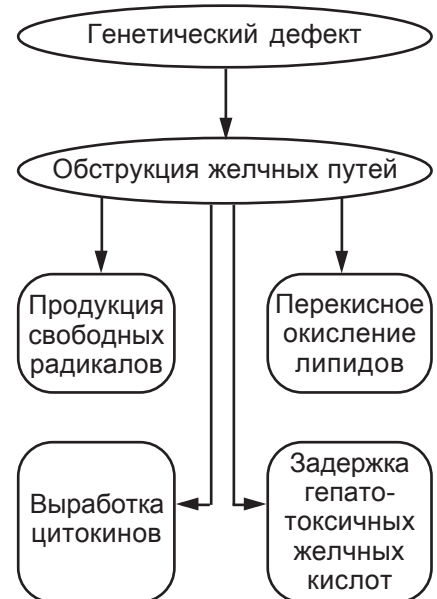 Генетический дефект
Обструкция желчных путей
Продукция
свободных
радикалов
Перекисное
окисление
липидов
Выработка
цитокинов
Задержка
гепато-
токсичных
желчных
кислот